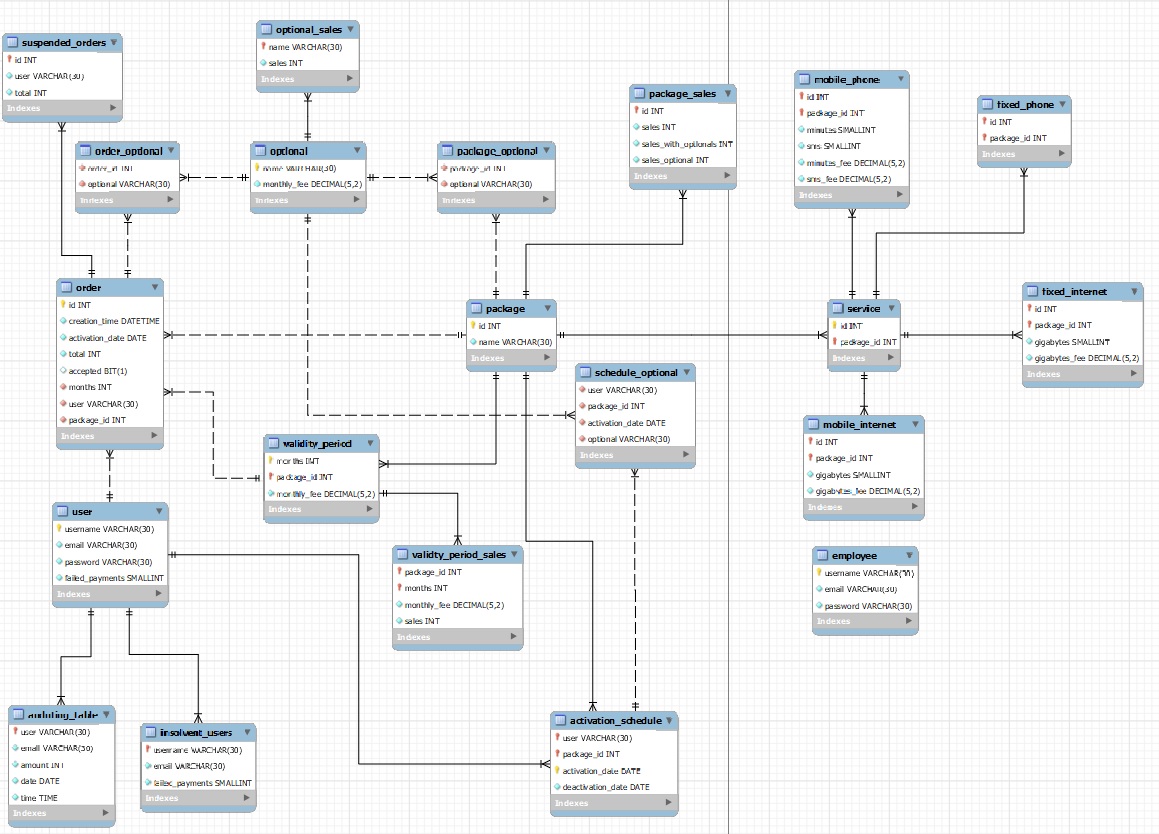 suspended_orders
id INT
user VARCHAR(30)
total INT
Indexes
optional_sales
name VARCHAR(30)
sales INT
Indexes
order_optional
order_id INT
optional VARCHAR(30)
Indexes
optional
name VARCHAR(30)
monthly_fee DECIMAL(5,2)
Indexes
package_optional
package_id INT
optional VARCHAR(30)
Indexes
package_sales
id INT
sales INT
sales_with_optionals INT
sales_optional INT
Indexes
mobile_phone
id INT
package_id INT
minutes SMALLINT
sms SMALLINT
minutes_fee DECIMAL(5,2)
sms_fee DECIMAL(5,2)
Indexes
fixed_phone
id INT
package_id INT
Indexes
order
id INT
creation_time DATETIME
activation_date DATE
total INT
accepted BIT(1)
months INT
user VARCHAR(30)
package_id INT
Indexes
package
id INT
name VARCHAR(30)
Indexes
service
id INT
package_id INT
Indexes
fixed_internet
id INT
package_id INT
gigabytes SMALLINT
gigabytes_fee DECIMAL(5,2)
Indexes
schedule_optional
user VARCHAR(30)
package_id INT
activation_date DATE
optional VARCHAR(30)
Indexes
validity_period
months INT
package_id INT
monthly_fee DECIMAL(5,2)
Indexes
mobile_internet
id INT
package_id INT
gigabytes SMALLINT
gigabytes_fee DECIMAL(5,2)
Indexes
user
username VARCHAR(30)
email VARCHAR(30)
password VARCHAR(30)
failed_payments SMALLINT
Indexes
validty_period_sales
package_id INT
months INT
monthly_fee DECIMAL(5,2)
sales INT
Indexes
employee
username VARCHAR(30)
email VARCHAR(30)
password VARCHAR(30)
Indexes
auditing_table
user VARCHAR(30)
email VARCHAR(30)
amount INT
date DATE
time TIME
Indexes
insolvent_users
username VARCHAR(30)
email VARCHAR(30)
failed_payments SMALLINT
Indexes
activation_schedule
user VARCHAR(30)
package_id INT
activation_date DATE
deactivation_date DATE
Indexes